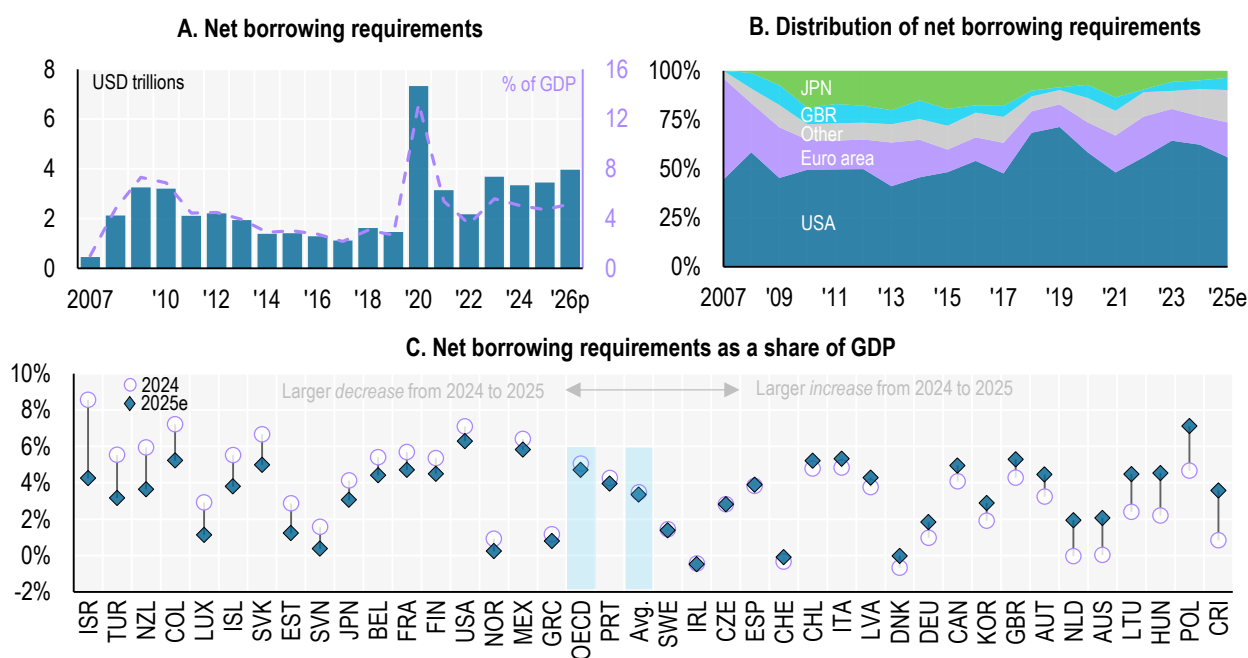 A. Net borrowing requirements
USD trillions
% of GDP
8
6
4
2
0
16
12
8
4
0
2007 '10 '12 '14 '16 '18 '20 '22 '24 '26p
B. Distribution of net borrowing requirements
100%
75%
50%
25%
0%
JPN
GBR
Other
Euro area
USA
2007 '09 '11 '13 '15 '17 '19 '21 '23 '25e
C. Net borrowing requirements as a share of GDP
10%
8%
6%
4%
2%
0%
-2%
2024
2025e
Larger decrease from 2024 to 2025
Larger increase from 2024 to 2025
ISR TUR NZL COL LUX ISL SVK EST SVN JPN BEL FRA FIN USA NOR MEX GRC OECD PRT Avg. SWE IRL CZE ESP CHE CHL ITA LVA DNK DEU CAN KOR GBR AUT NLD AUS LTU HUN POL CRI